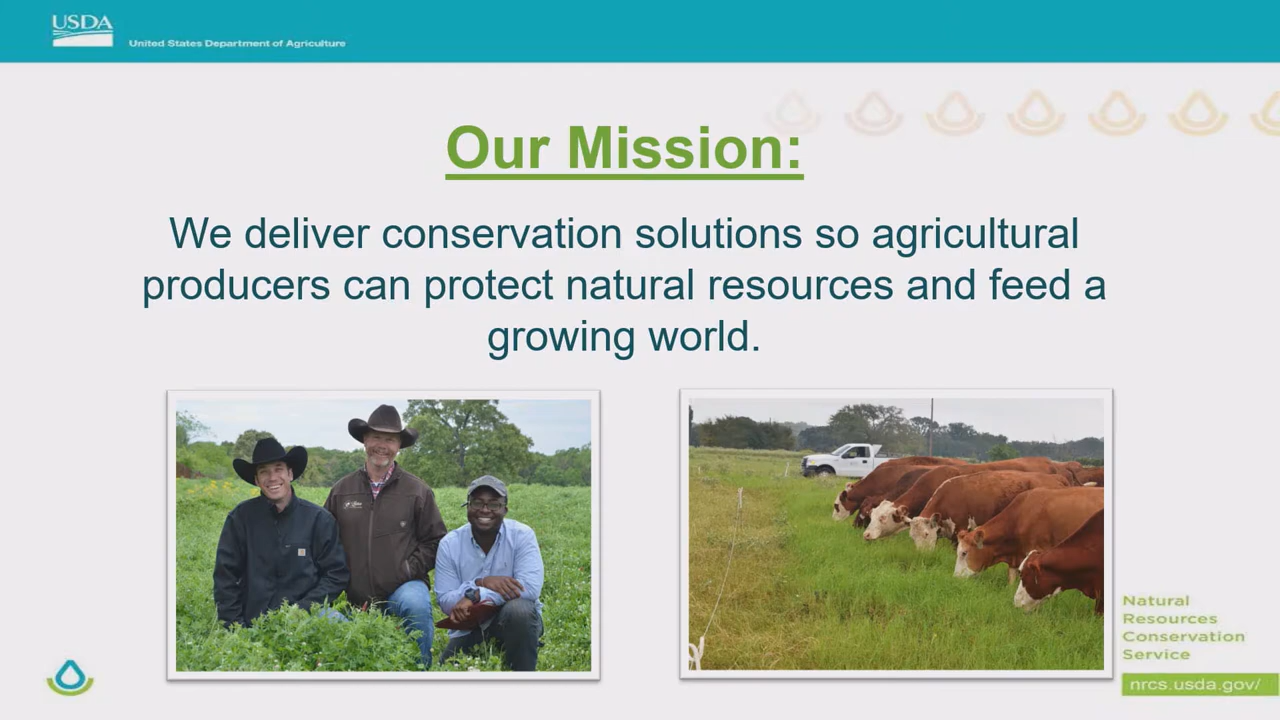 USDA
United States Department of Agriculture
Our Mission:
We deliver conservation solutions so agricultural
producers can protect natural resources and feed a
growing world.
Natural
Resources
Conservation
Service
nrcs.usda.gov/